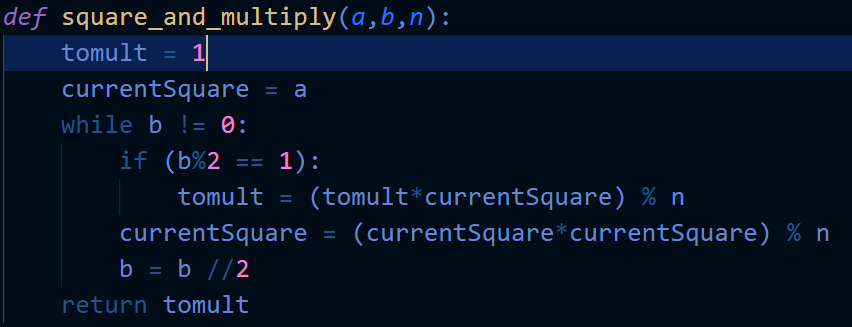 def square_and_multiply(a,b,n):
    tomult = 1
    currentSquare = a
    while b != 0:
        if (b%2 == 1):
            tomult = (tomult*currentSquare) % n
        currentSquare = (currentSquare*currentSquare) % n
        b = b //2
    return tomult